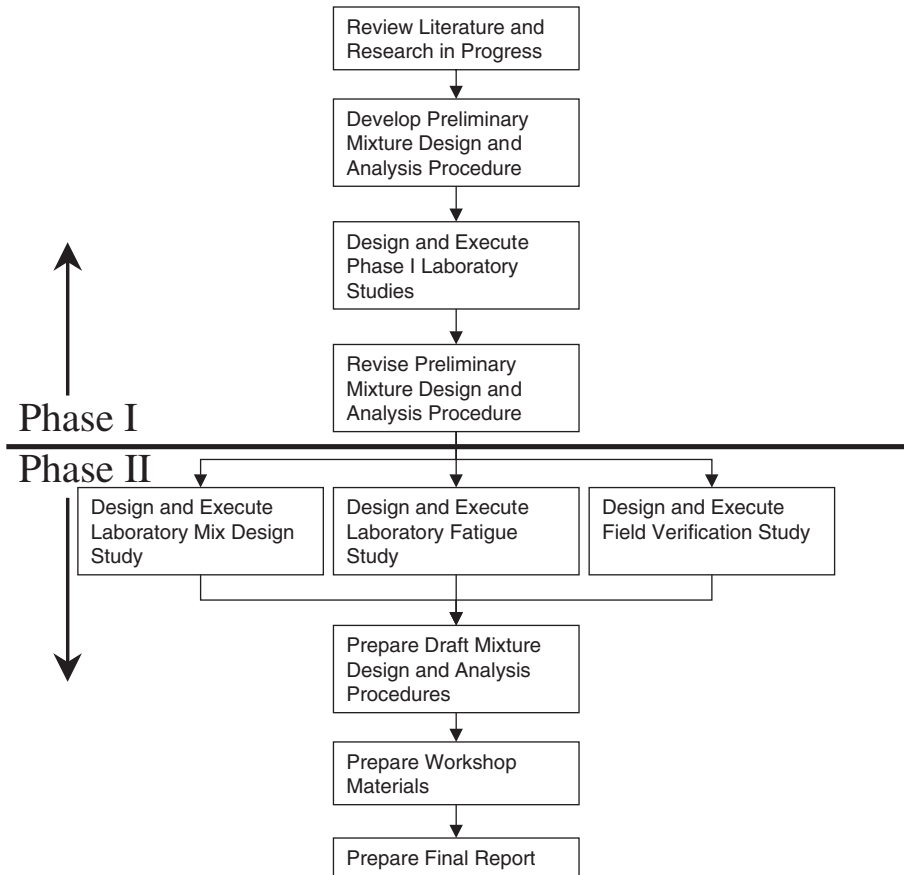 Review Literature and
Research in Progress
Develop Preliminary
Mixture Design and
Analysis Procedure
Design and Execute
Phase I Laboratory
Studies
Revise Preliminary
Mixture Design and
Analysis Procedure
Phase I
Phase II
Design and Execute
Laboratory Mix Design
Study
Design and Execute
Laboratory Fatigue
Study
Design and Execute
Field Verification Study
Prepare Draft Mixture
Design and Analysis
Procedures
Prepare Workshop
Materials
Prepare Final Report